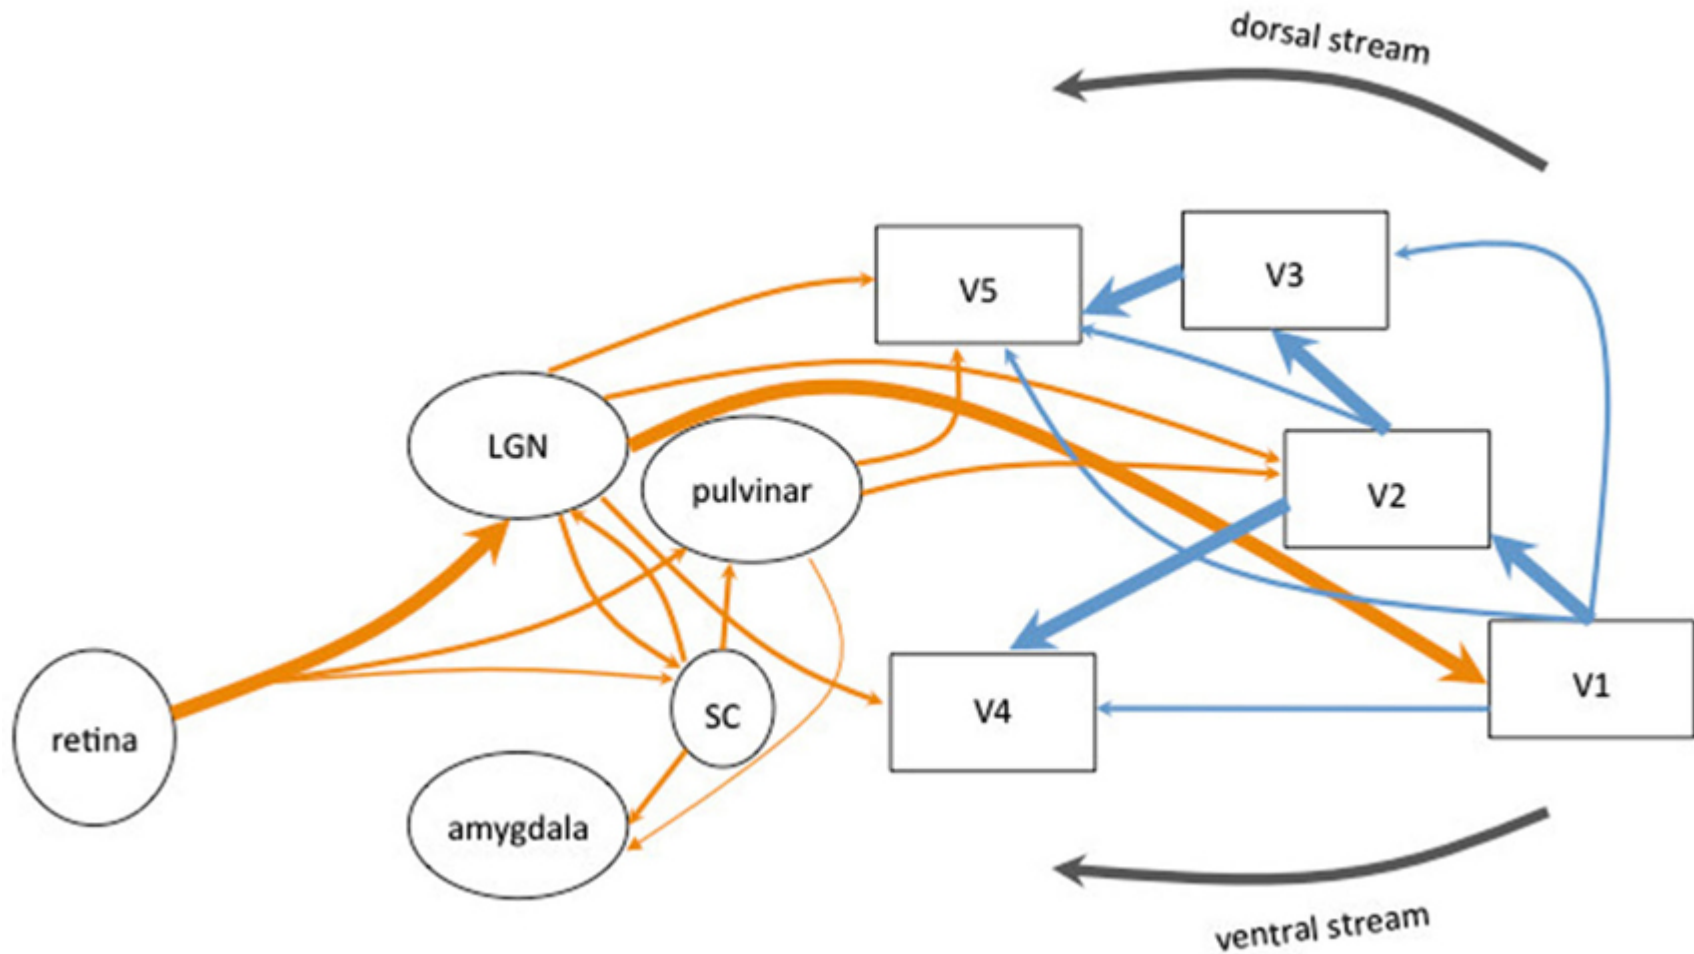 dorsal stream
V5
V3
LGN
pulvinar
V2
retina
SC
V4
V1
amygdala
ventral stream